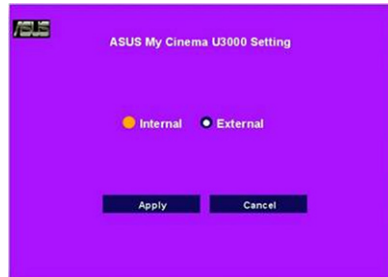 ASUS
ASUS My Cinema U3000 Setting
Internal External
Apply Cancel